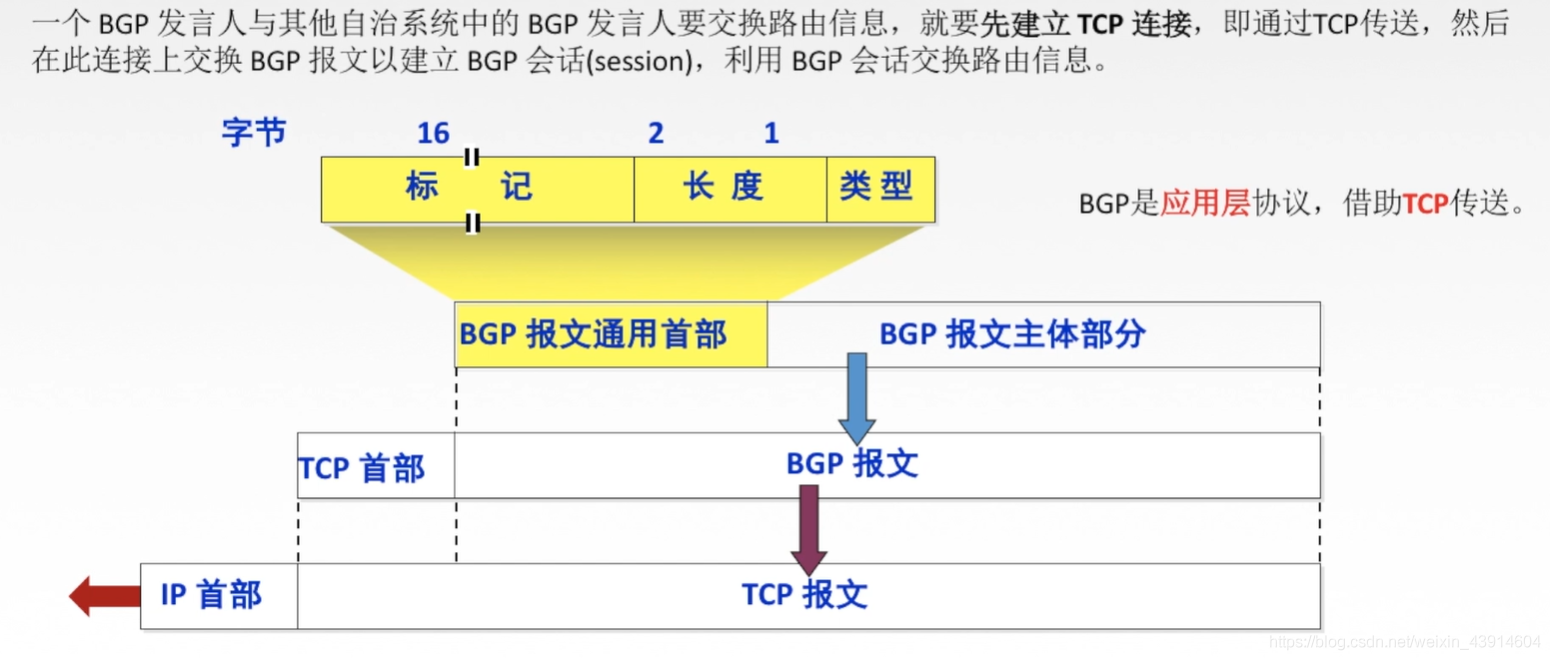 一个 BGP 发言人与其他自治系统中的 BGP 发言人要交换路由信息，就要先建立 TCP 连接，即通过TCP传送，然后
在此连接上交换 BGP 报文以建立 BGP 会话(session)，利用 BGP 会话交换路由信息。
字节 16 2 1
标 记 长 度 类 型
BGP是应用层协议，借助TCP传送。
BGP 报文通用首部 BGP 报文主体部分
TCP 首部 BGP 报文
IP 首部 TCP 报文
https://blog.csdn.net/weixin_43914604